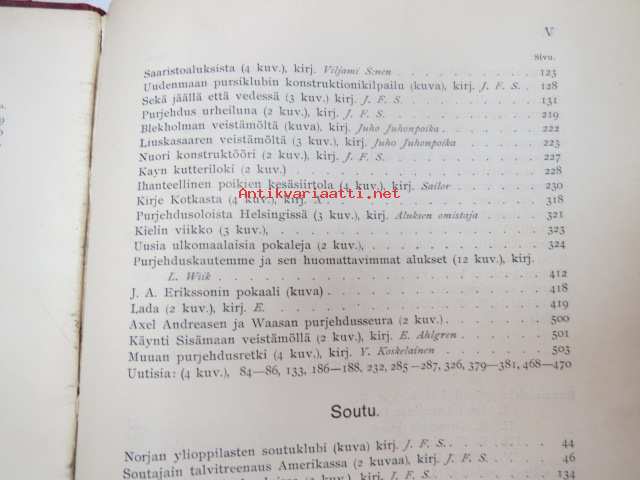 V
Sivu.
Saaristoaluksista (4 kuv.), kirj. Viljami S:nen . . . . . . . . 123
Uudenmaan pursiklubin konstruktionikilpailu (kuva), kirj. J. F. S. . 128
Sekä jäällä että vedessä (3 kuv.) kirj. J. F. S. . . . . . . . 131
Purjehdus urheiluna (2 kuv.) . . . . . . . . 219
Blekholman veistämöltä (kuva), kirj. Juho Juhonpoika . . . . . 222
Liuskasaaren veistämöltä (3 kuv.), kirj. Juho Juhonpoika . . . . 223
Nuori konstruktööri (2 kuv.), kirj. J. F. S. . . . . . . . 227
Kayn kutteriloki (2 kuv.) . . . . . . . . 228
Ihanteellinen poikien kesäsiirtola (4 kuv.), kirj. Sailor . . . . 230
Kirje Kotkasta (4 kuv.), kirj. X . . . . . . . . 318
Antikvariaatti.net
Purjehdusoloista Helsingissä (3 kuv.), kirj. Aluksen omistaja . . . 321
Kielin viikko (3 kuv.), . . . . . . . . 323
Uusia ulkomaalaisia pokaleja (2 kuv.), . . . . . . . . 324
Purjehduskautemme ja sen huomattavimmat alukset (12 kuv.), kirj.
L. Wiik . . . . . . . . 412
J. A. Erikssonin pokaali (kuva) . . . . . . . . 418
Lada (2 kuv.), kirj. E. . . . . . . . . 419
Axel Andreasen ja Waasan purjehdusseura (2 kuv.) . . . . . 500
Käynti Sisämaan veistämöllä (2 kuv.), kirj. E. Ahlgren . . . . 501
Muuan purjehdusretki (4 kuv.), kirj. Y. Koskelainen . . . . 503
Uutisia: (4 kuv.), 84—86, 133, 186—188, 232, 285—287, 326, 379—381, 468—470
Soutu.
Norjan ylioppilasten soutuklubi (kuva) kirj. J. F. S. . . . . . 44
Soutajain talvitreenaus Amerikassa (2 kuvaa), kirj. J. F. S. . . . 46
kirj. J. F. S. . . . . 134